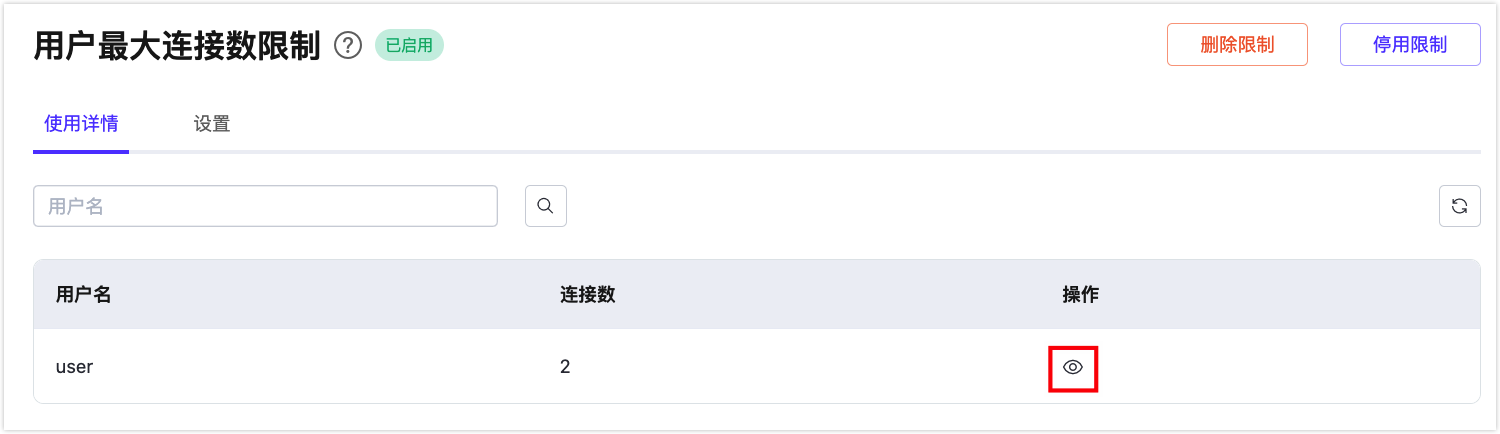 用户最大连接数限制 ? 已启用 删除限制 停用限制
使用详情 设置
用户名
用户名 连接数 操作
user 2